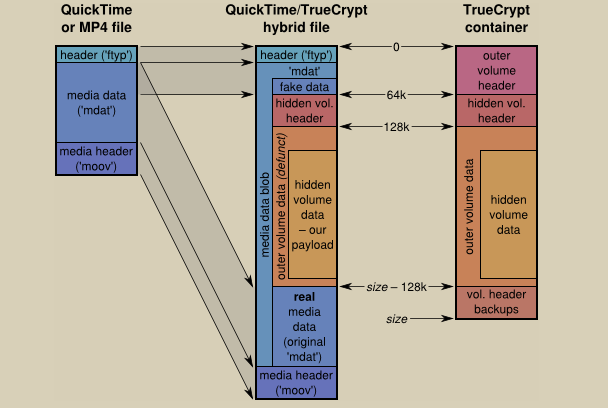 QuickTime
or MP4 file
QuickTime/TrueCrypt
hybrid file
TrueCrypt
container
header ('ftyp')
media data
('mdat')
media header
('moov')
header ('ftyp')
'mdat'
fake data
hidden vol.
header
media data blob
outer volume data (defunct)
hidden
volume
data
– our
payload
real
media
data
(original
'mdat')
media header
('moov')
0
64k
128k
size – 128k
size
outer
volume
header
hidden vol.
header
outer volume data
hidden
volume
data
vol. header
backups